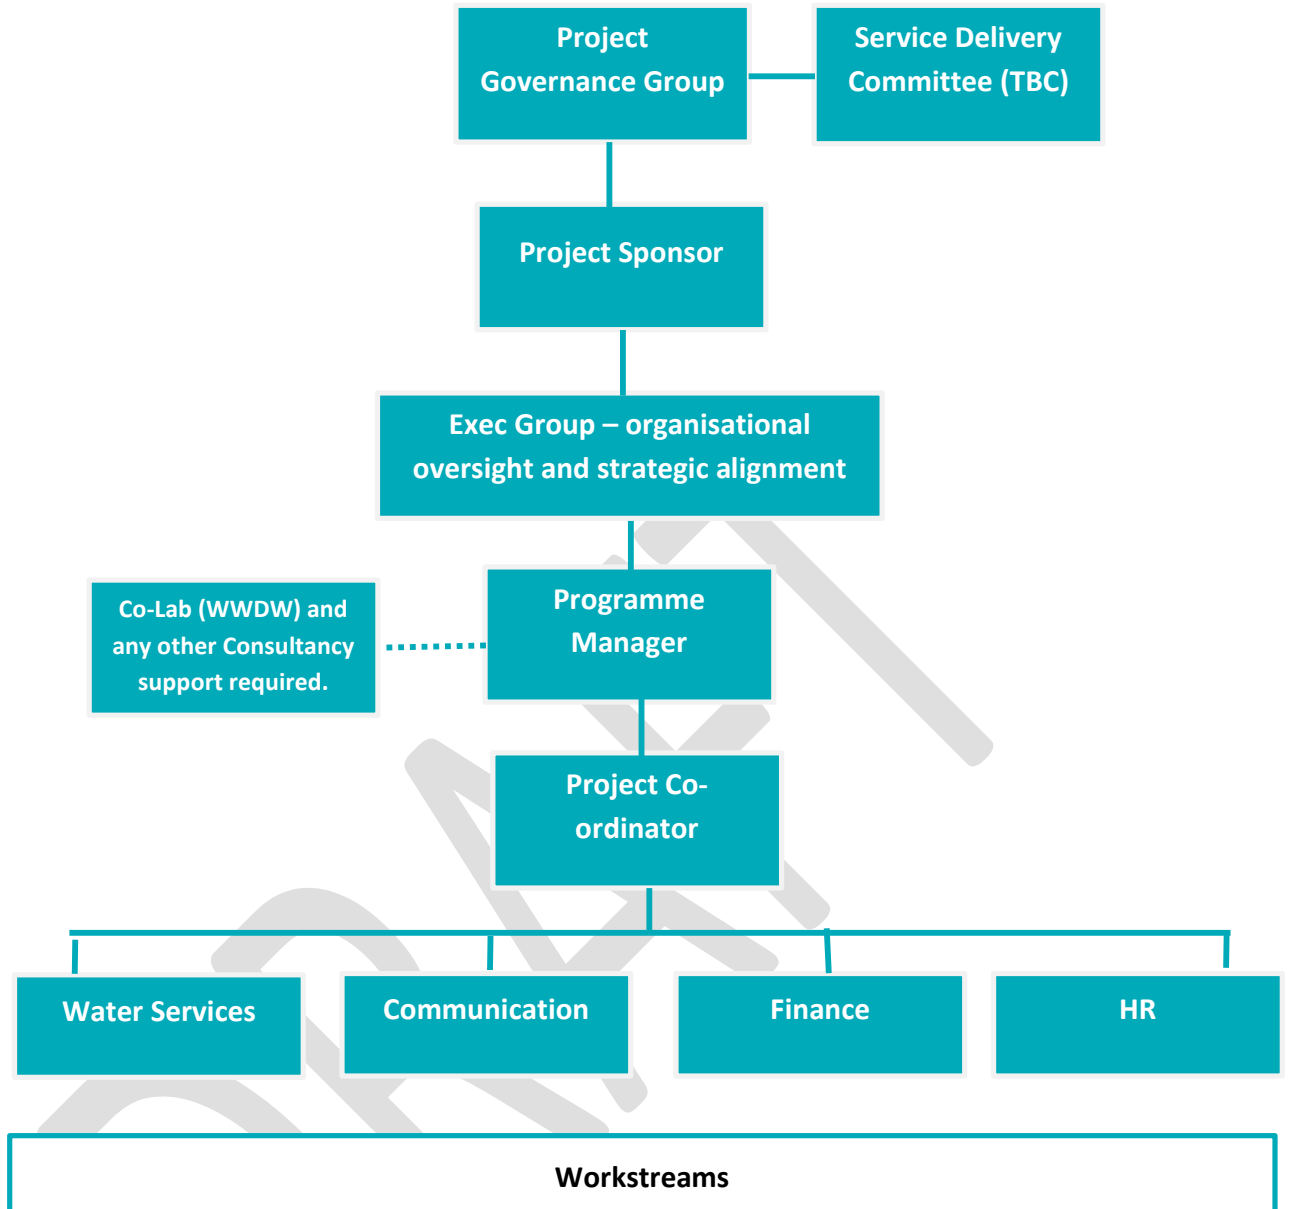 Project
Governance Group
Service Delivery
Committee (TBC)
Project Sponsor
Exec Group – organisational
oversight and strategic alignment
Co-Lab (WWDW) and
any other Consultancy
support required.
Programme
Manager
Project Co-
ordinator
Water Services
Communication
Finance
HR
Workstreams
DRAFT